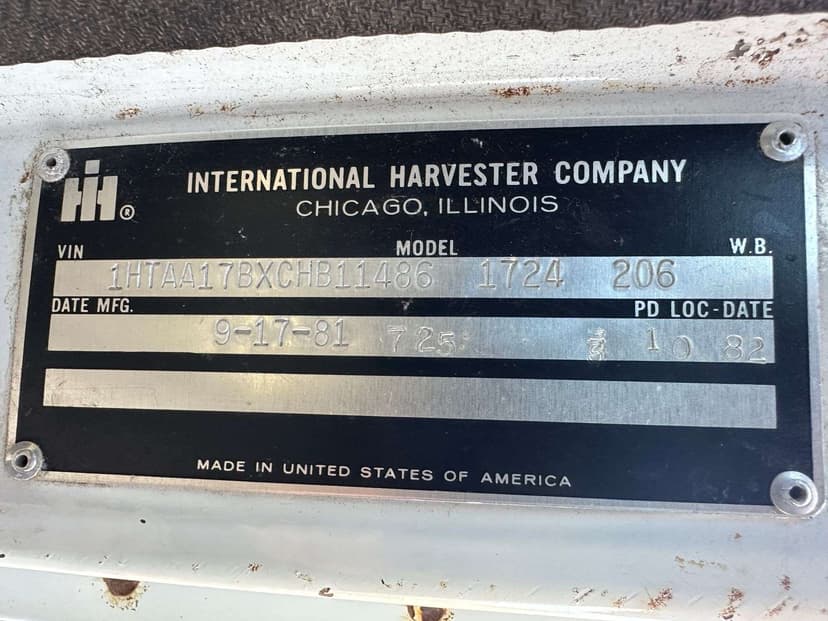 IH ®
INTERNATIONAL HARVESTER COMPANY
CHICAGO, ILLINOIS
VIN MODEL W.B.
1HTAA17BXCHB11486 1724 206
DATE MFG. PD LOC-DATE
9-17-81 725 10 82
MADE IN UNITED STATES OF AMERICA